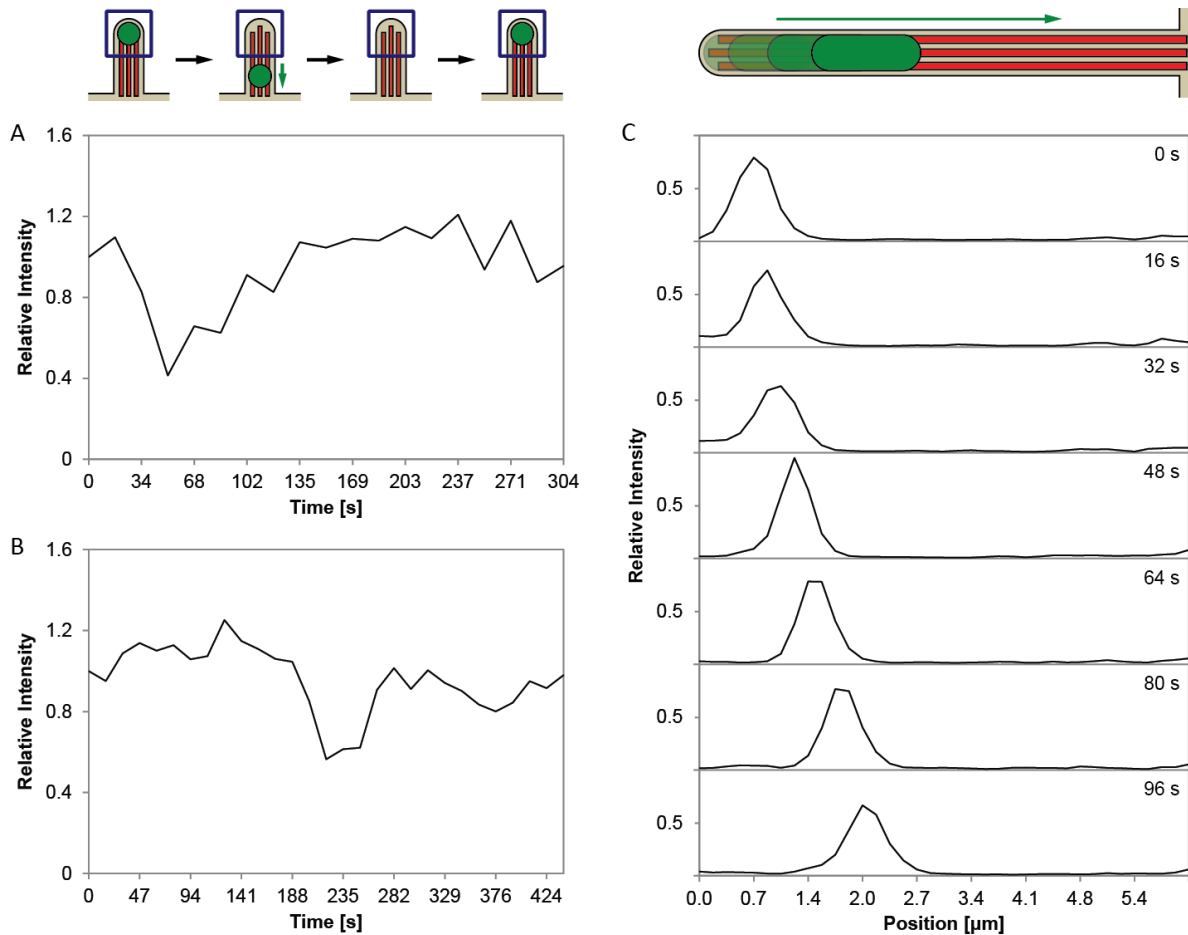 A
1.6
1.2
0.8
0.4
0
Relative Intensity
0 34 68 102 135 169 203 237 271 304
Time [s]
B
1.6
1.2
0.8
0.4
0
Relative Intensity
0 47 94 141 188 235 282 329 376 424
Time [s]
C
0 s
0.5
16 s
0.5
32 s
0.5
48 s
0.5
64 s
0.5
80 s
0.5
96 s
0.5
Relative Intensity
0.0 0.7 1.4 2.0 2.7 3.4 4.1 4.8 5.4
Position [µm]